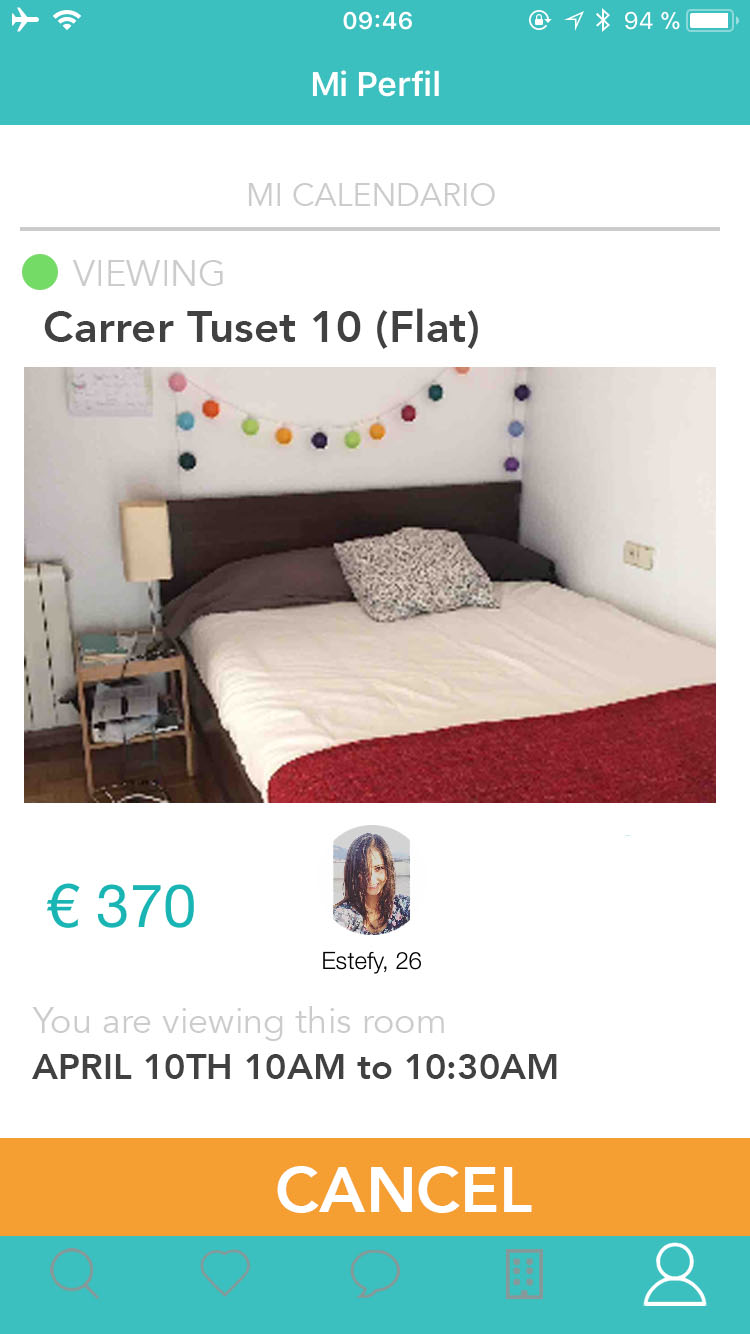 09:46
94 %
Mi Perfil
MI CALENDARIO
VIEWING
Carrer Tuset 10 (Flat)
€ 370
Estefy, 26
You are viewing this room
APRIL 10TH 10AM to 10:30AM
CANCEL